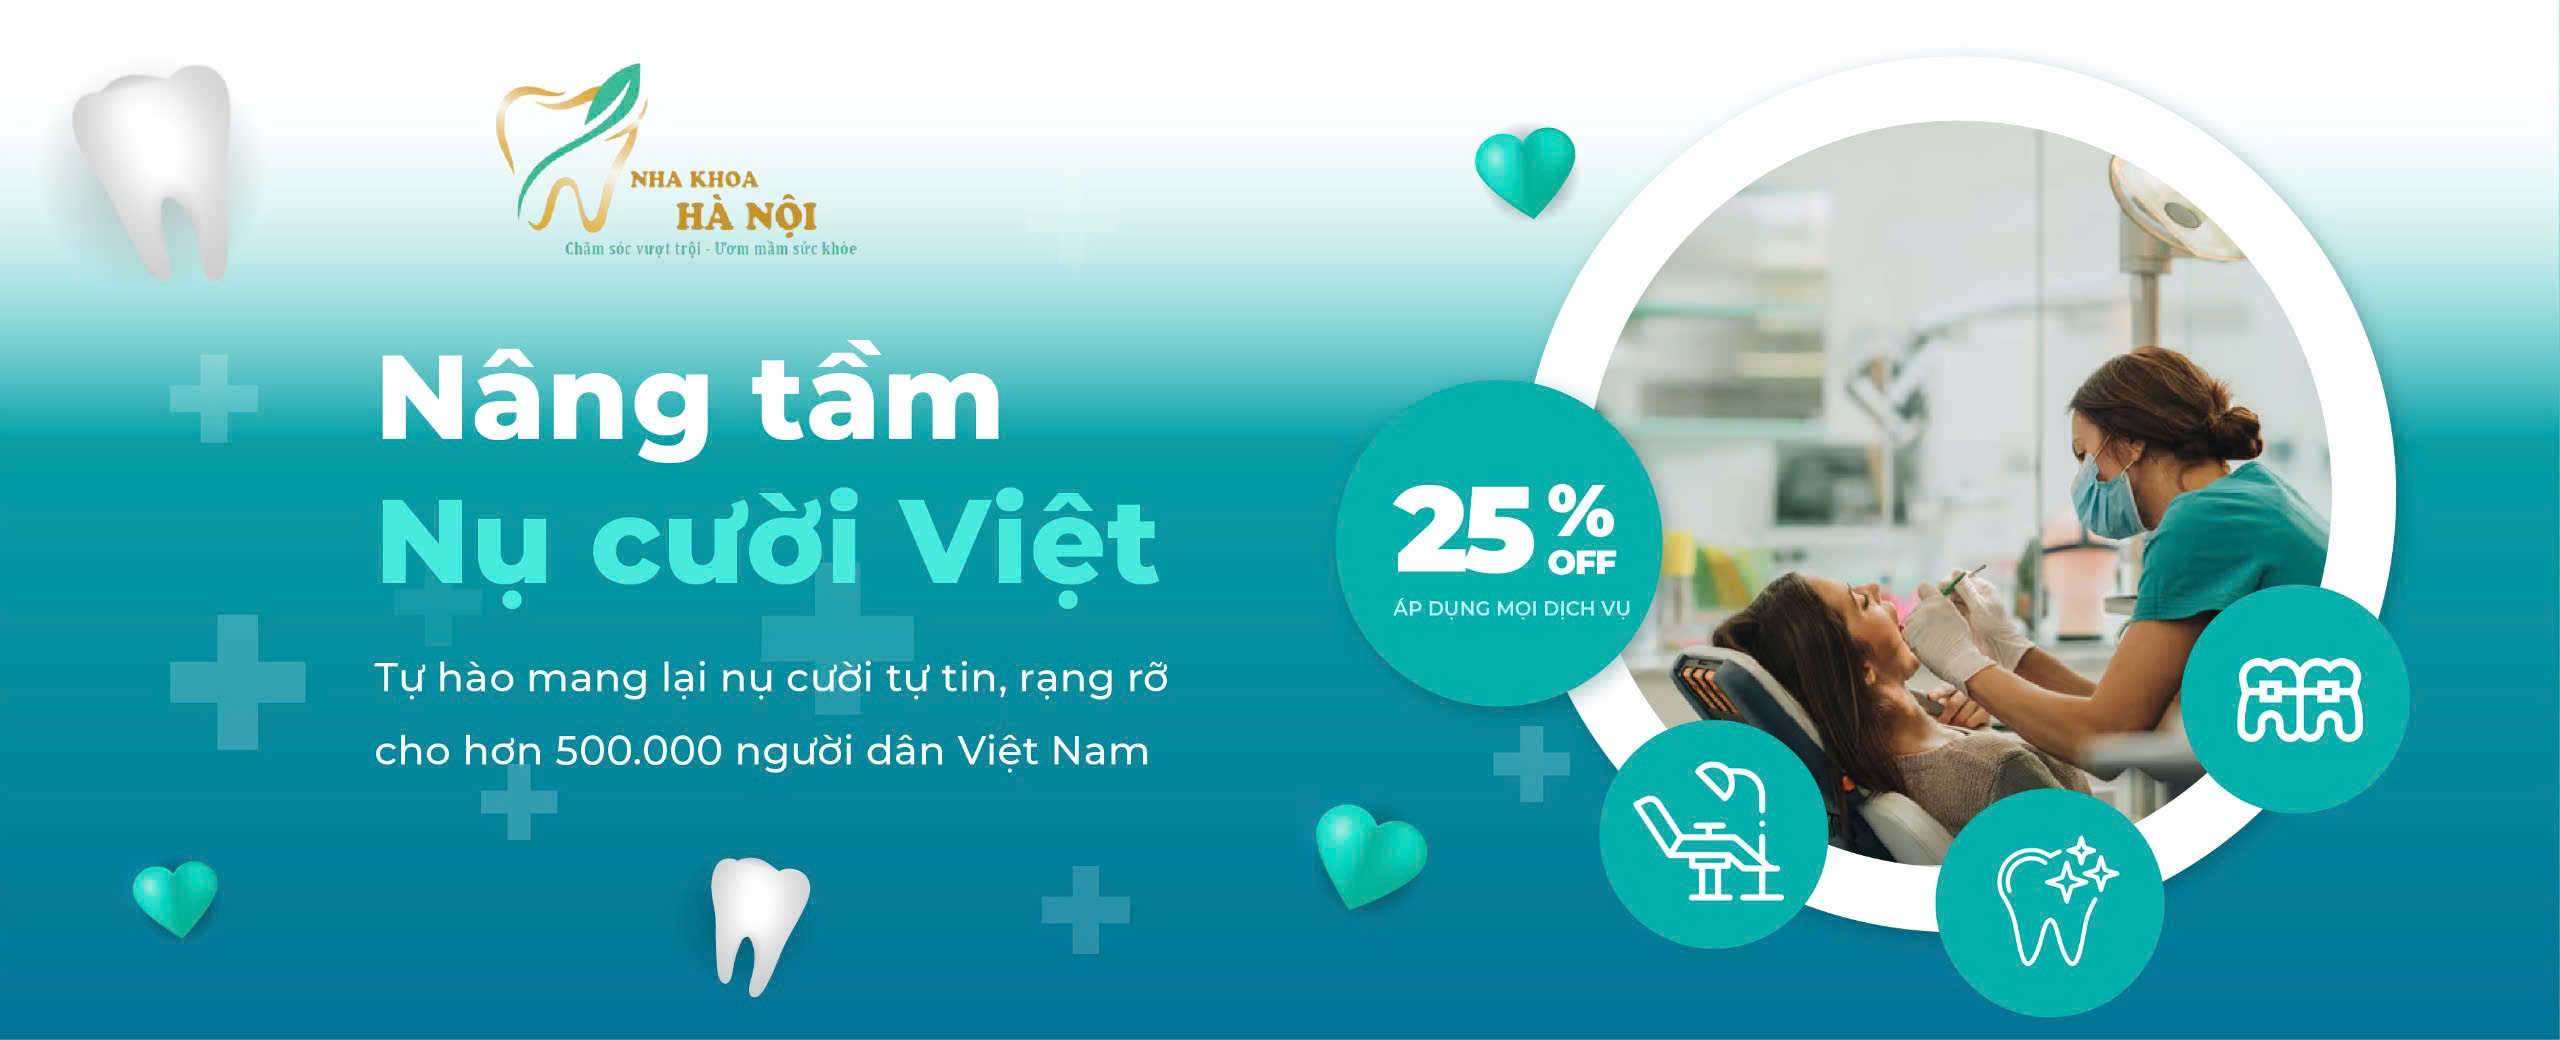 NHA KHOA
HÀ NỘI
Chăm sóc vượt trội - Ươm mầm sức khỏe
Nâng tầm
Nụ cười Việt
Tự hào mang lại nụ cười tự tin, rạng rỡ
cho hơn 500.000 người dân Việt Nam
25%
OFF
ÁP DỤNG MỌI DỊCH VỤ